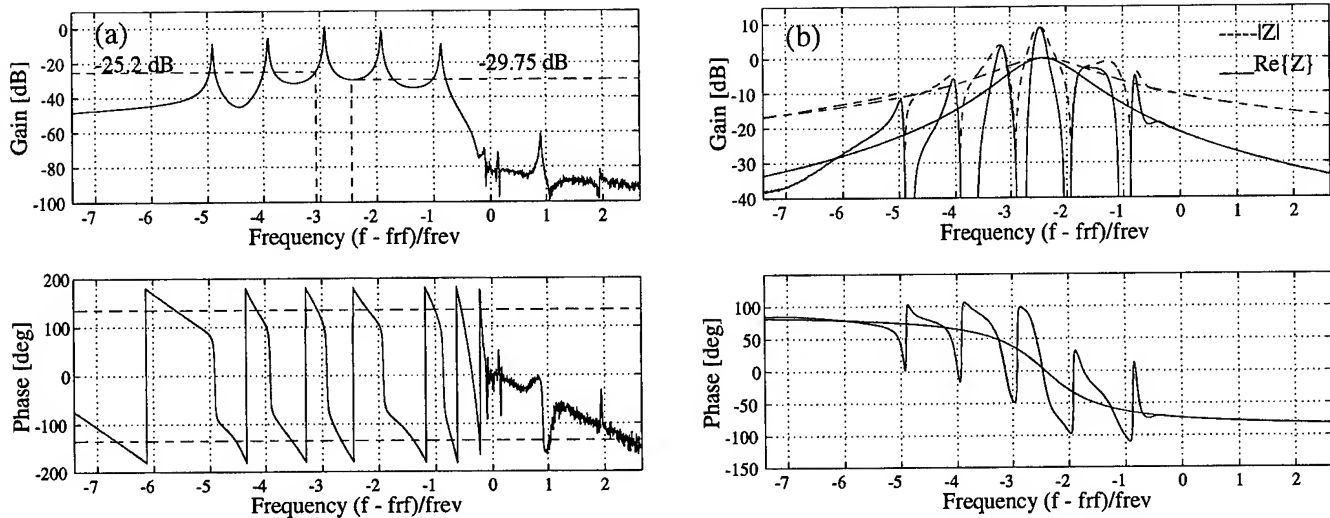 (a)
-25.2 dB
-29.75 dB
Gain [dB]
0
-20
-40
-60
-80
-100
-7 -6 -5 -4 -3 -2 -1 0 1 2
Frequency (f - frf)/frev
(b)
|Z|
Re{Z}
Gain [dB]
10
0
-10
-20
-30
-40
-7 -6 -5 -4 -3 -2 -1 0 1 2
Frequency (f - frf)/frev
Phase [deg]
200
100
0
-100
-200
-7 -6 -5 -4 -3 -2 -1 0 1 2
Frequency (f - frf)/frev
Phase [deg]
100
50
0
-50
-100
-150
-7 -6 -5 -4 -3 -2 -1 0 1 2
Frequency (f - frf)/frev